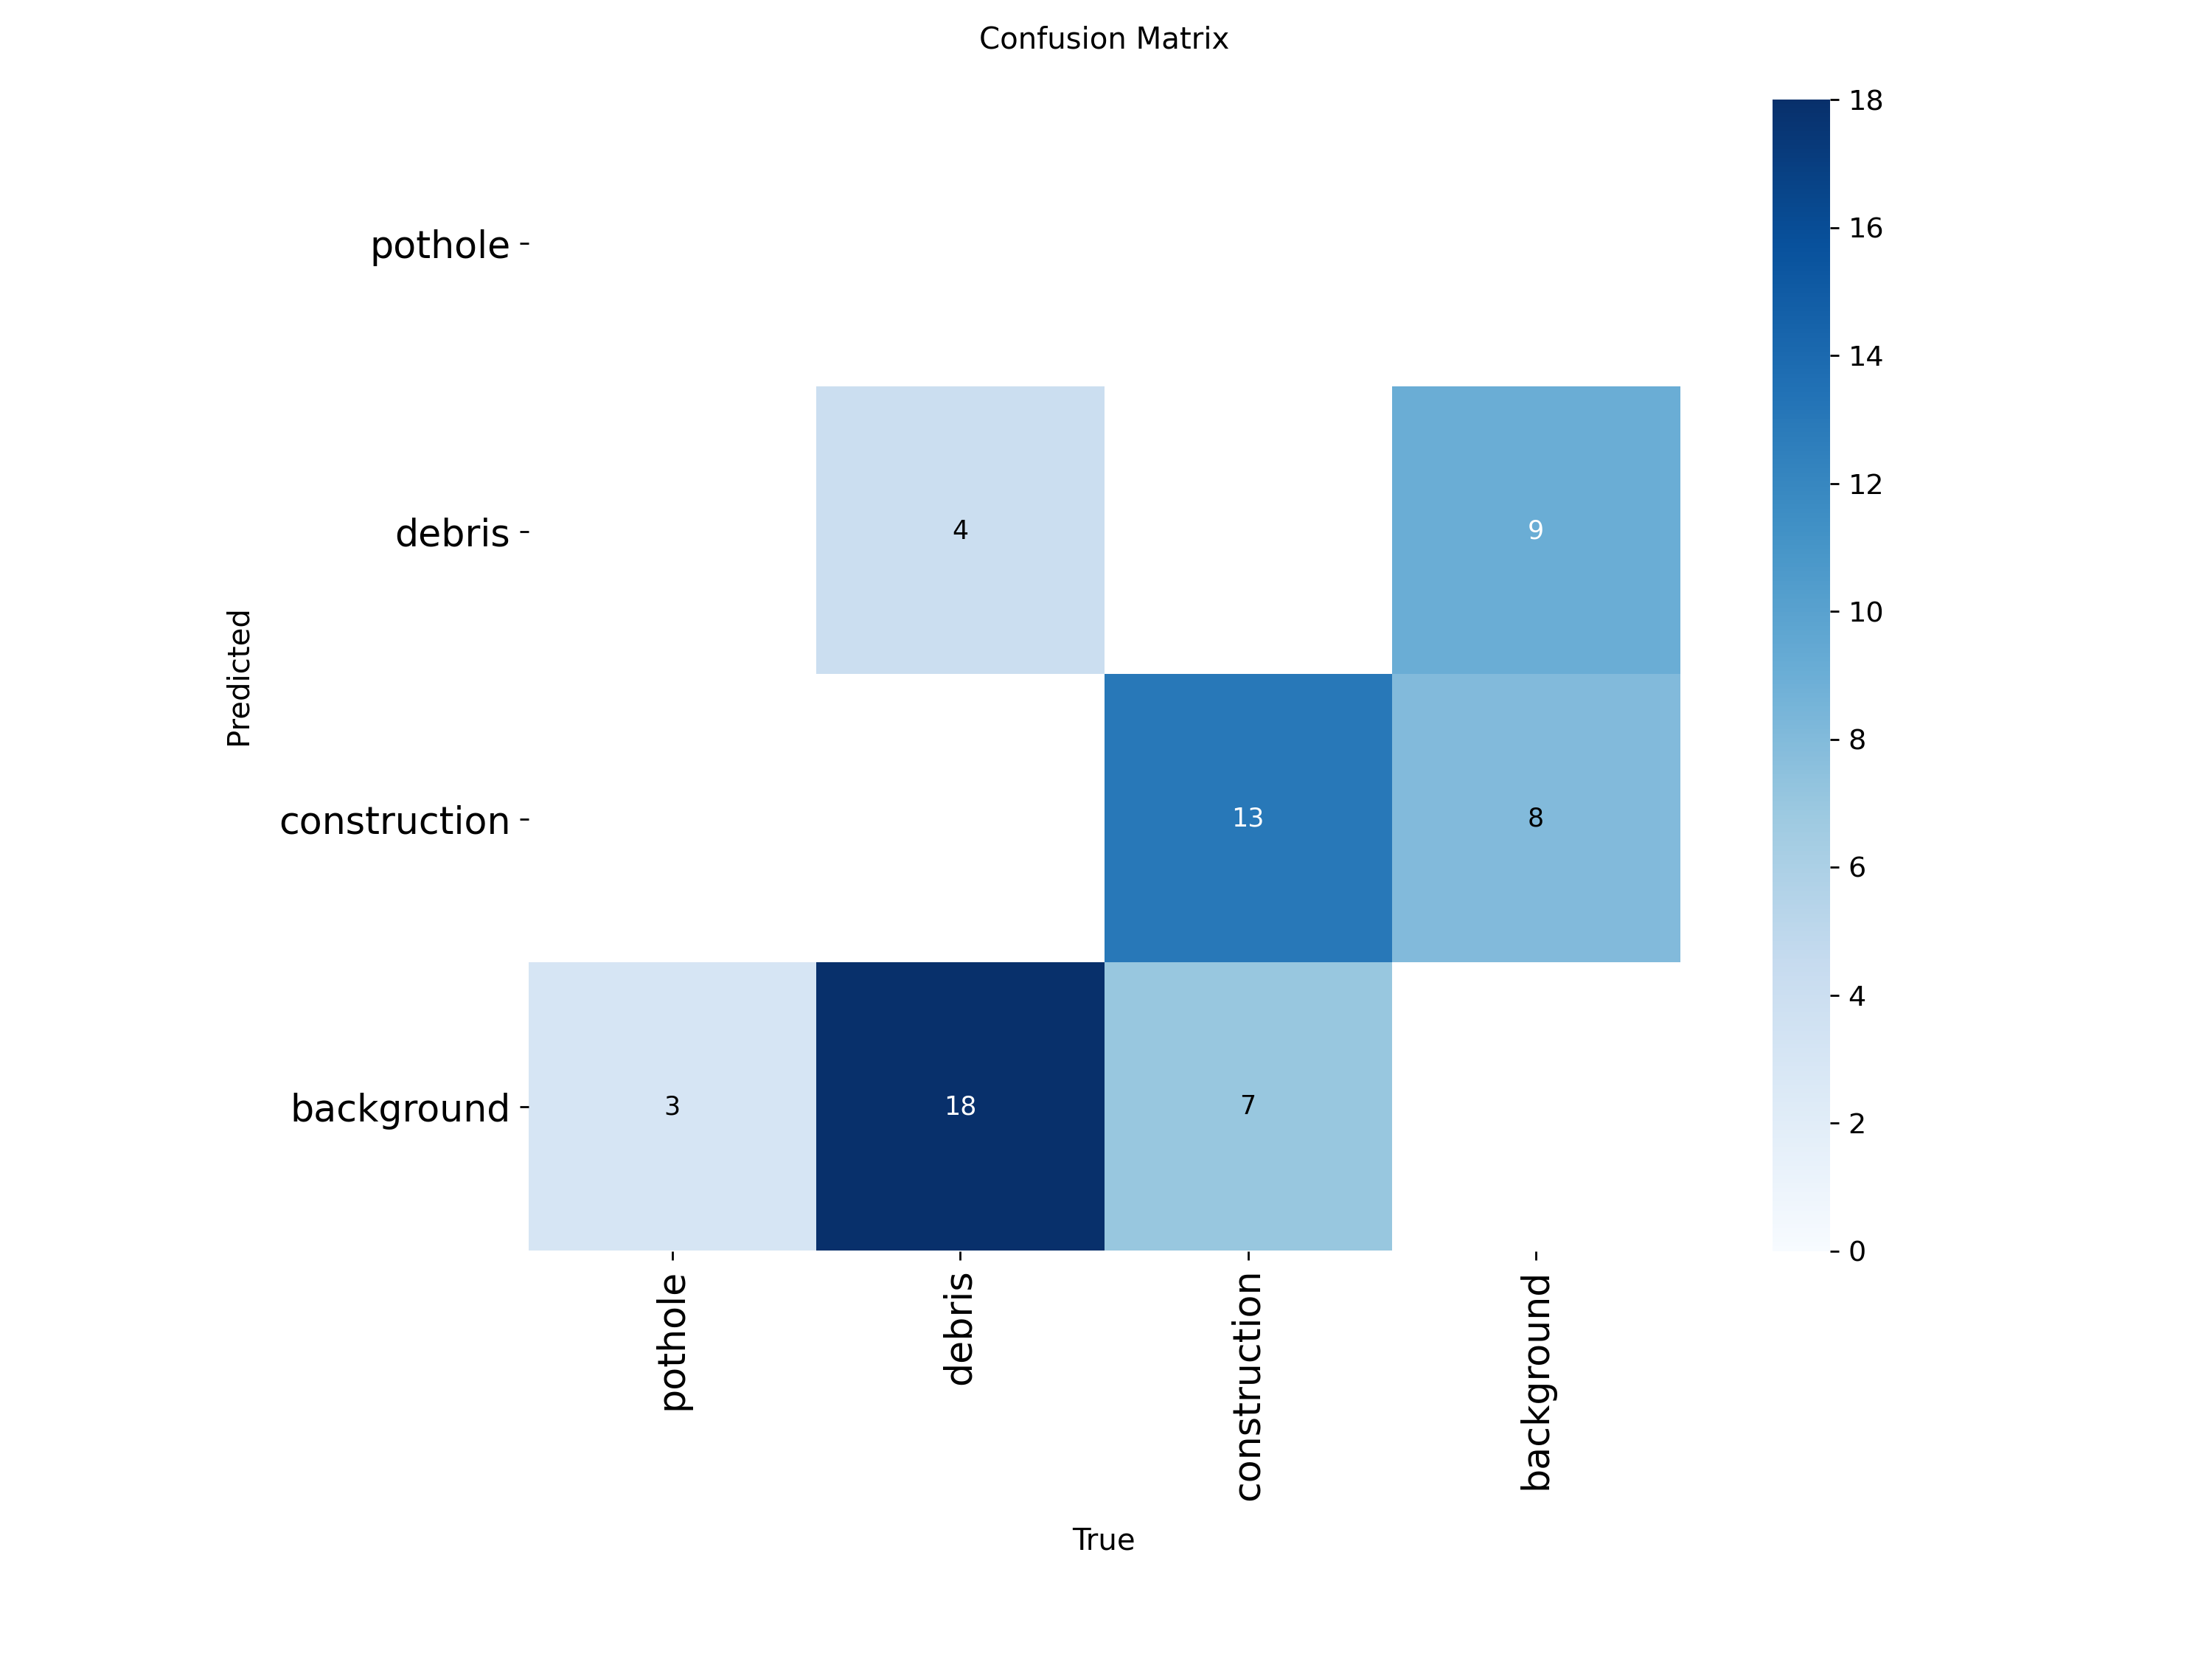 Confusion Matrix
pothole
debris
construction
background
Predicted
4
9
13
8
3
18
7
pothole
debris
construction
background
True
18
16
14
12
10
8
6
4
2
0